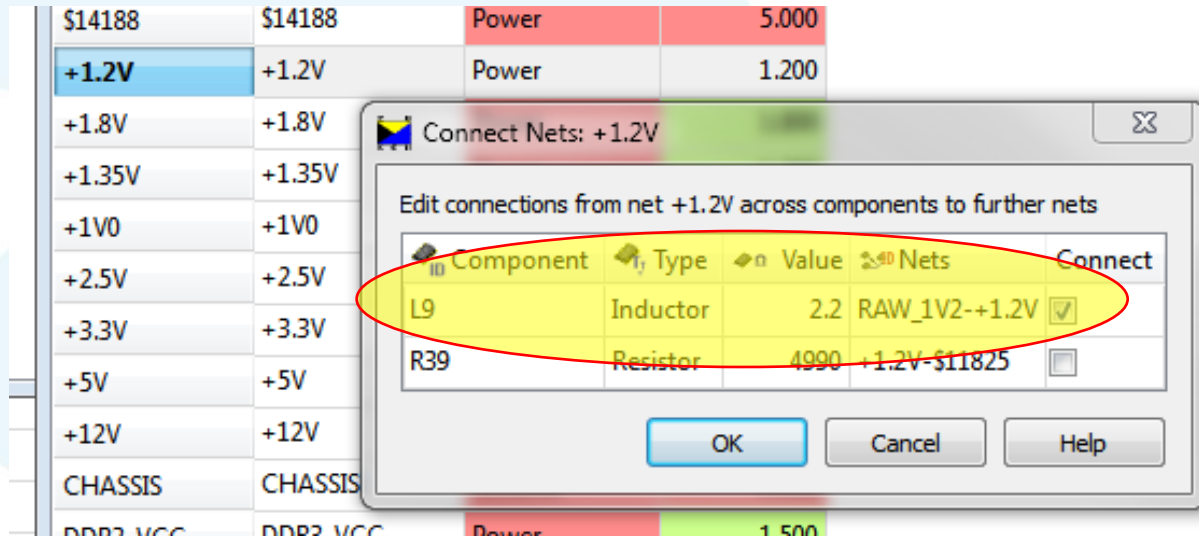 $14188 $14188 Power 5.000
+1.2V +1.2V Power 1.200
+1.8V +1.8V
+1.35V +1.35V
+1V0 +1V0
+2.5V +2.5V
+3.3V +3.3V
+5V +5V
+12V +12V
CHASSIS CHASSIS
DDR3_VCC DDR3_VCC Power 1.500
Connect Nets: +1.2V
Edit connections from net +1.2V across components to further nets
Component Type Value Nets Connect
L9 Inductor 2.2 RAW_1V2-+1.2V
R39 Resistor 4990 +1.2V-$11825
OK Cancel Help